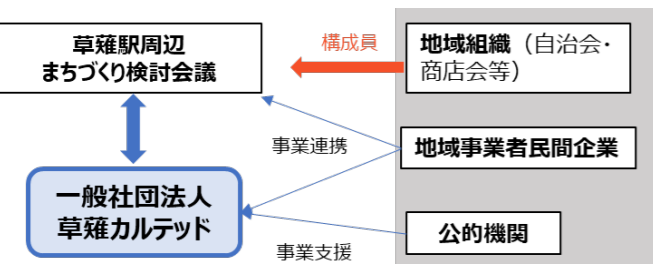 草薙駅周辺
まちづくり検討会議
構成員
地域組織（自治会・
商店会等）
事業連携
地域事業者民間企業
一般社団法人
草薙カルテッド
公的機関
事業支援